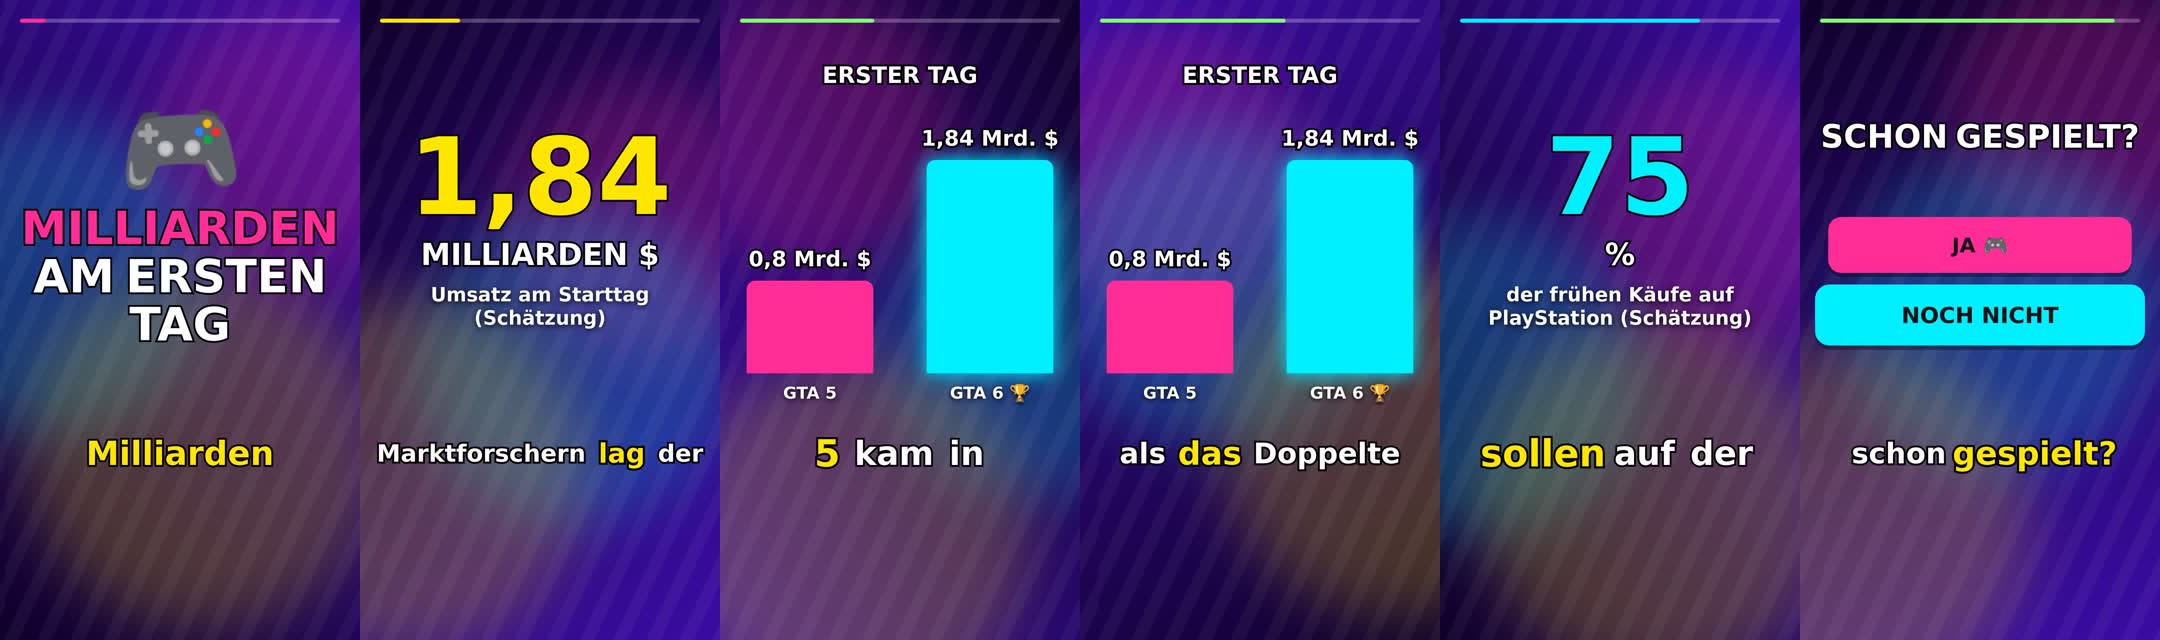 MILLIARDEN
AM ERSTEN
TAG
Milliarden
1,84
MILLIARDEN $
Umsatz am Starttag
(Schätzung)
Marktforschern lag der
ERSTER TAG
1,84 Mrd. $
0,8 Mrd. $
GTA 5
GTA 6
5 kam in
ERSTER TAG
1,84 Mrd. $
0,8 Mrd. $
GTA 5
GTA 6
als das Doppelte
75
%
der frühen Käufe auf
PlayStation (Schätzung)
sollen auf der
SCHON GESPIELT?
JA
NOCH NICHT
schon gespielt?